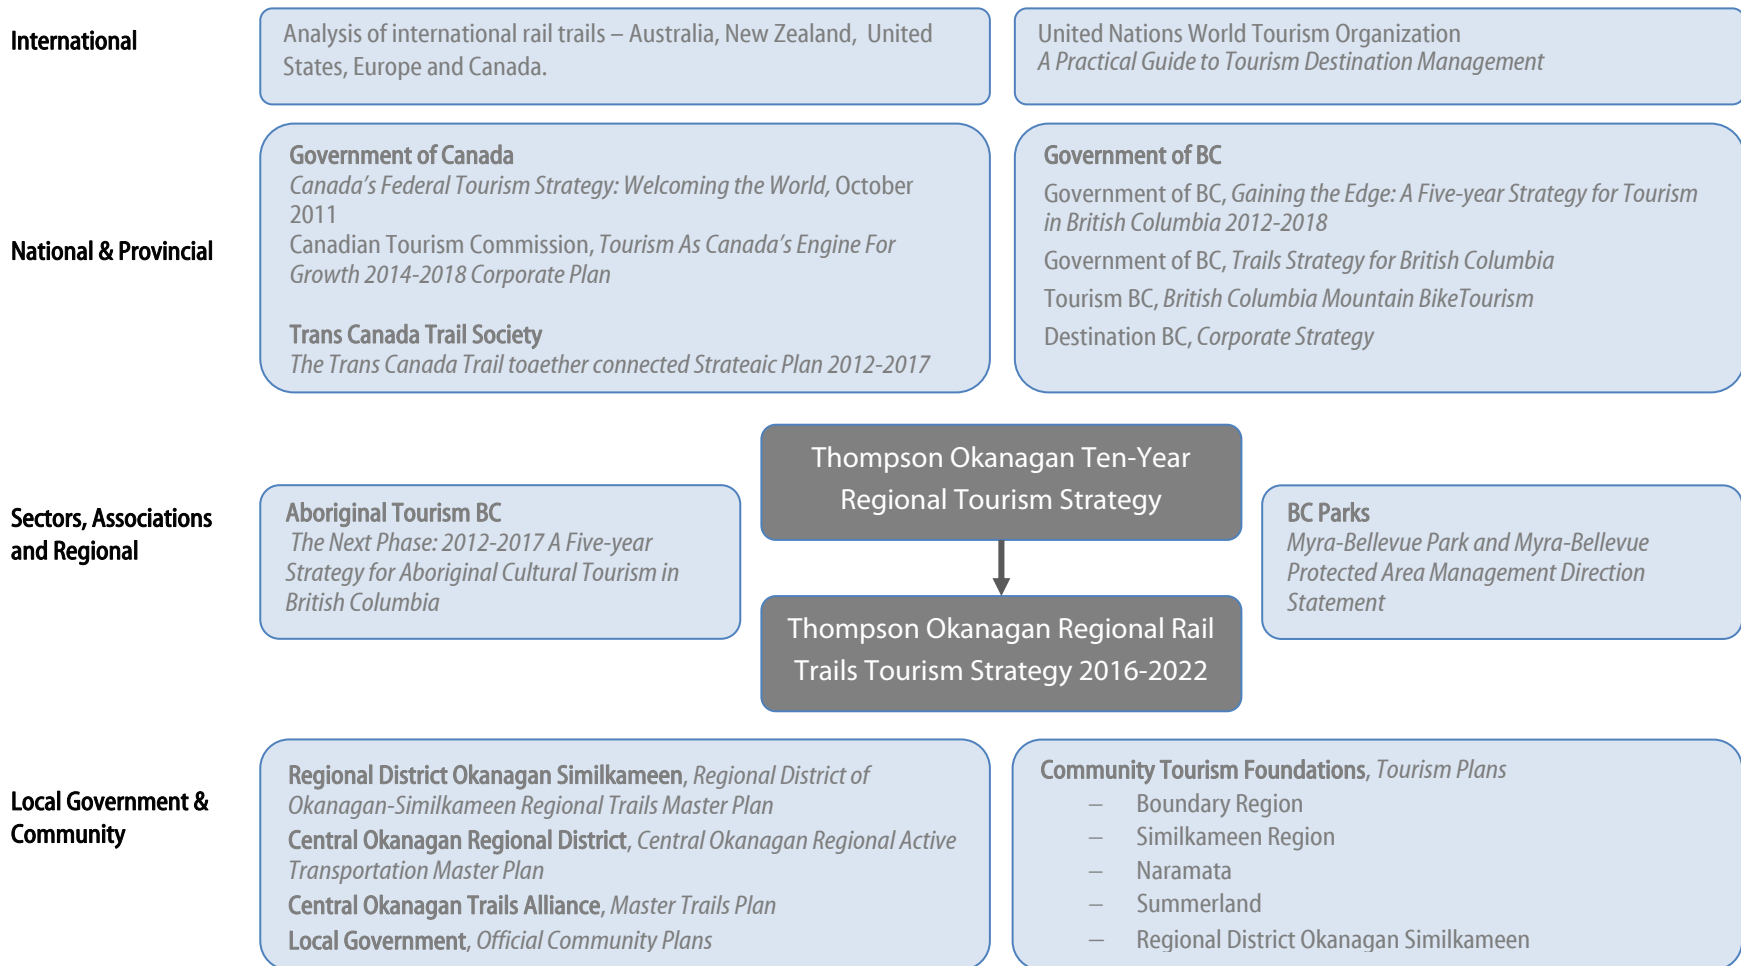 International
Analysis of international rail trails – Australia, New Zealand, United
States, Europe and Canada.
United Nations World Tourism Organization
A Practical Guide to Tourism Destination Management
National & Provincial
Government of Canada
Canada's Federal Tourism Strategy: Welcoming the World, October
2011
Canadian Tourism Commission, Tourism As Canada's Engine For
Growth 2014-2018 Corporate Plan
Trans Canada Trail Society
The Trans Canada Trail together connected Strategic Plan 2012-2017
Government of BC
Government of BC, Gaining the Edge: A Five-year Strategy for Tourism
in British Columbia 2012-2018
Government of BC, Trails Strategy for British Columbia
Tourism BC, British Columbia Mountain BikeTourism
Destination BC, Corporate Strategy
Sectors, Associations
and Regional
Aboriginal Tourism BC
The Next Phase: 2012-2017 A Five-year
Strategy for Aboriginal Cultural Tourism in
British Columbia
Thompson Okanagan Ten-Year
Regional Tourism Strategy
Thompson Okanagan Regional Rail
Trails Tourism Strategy 2016-2022
BC Parks
Myra-Bellevue Park and Myra-Bellevue
Protected Area Management Direction
Statement
Local Government &
Community
Regional District Okanagan Similkameen, Regional District of
Okanagan-Similkameen Regional Trails Master Plan
Central Okanagan Regional District, Central Okanagan Regional Active
Transportation Master Plan
Central Okanagan Trails Alliance, Master Trails Plan
Local Government, Official Community Plans
Community Tourism Foundations, Tourism Plans
– Boundary Region
– Similkameen Region
– Naramata
– Summerland
– Regional District Okanagan Similkameen